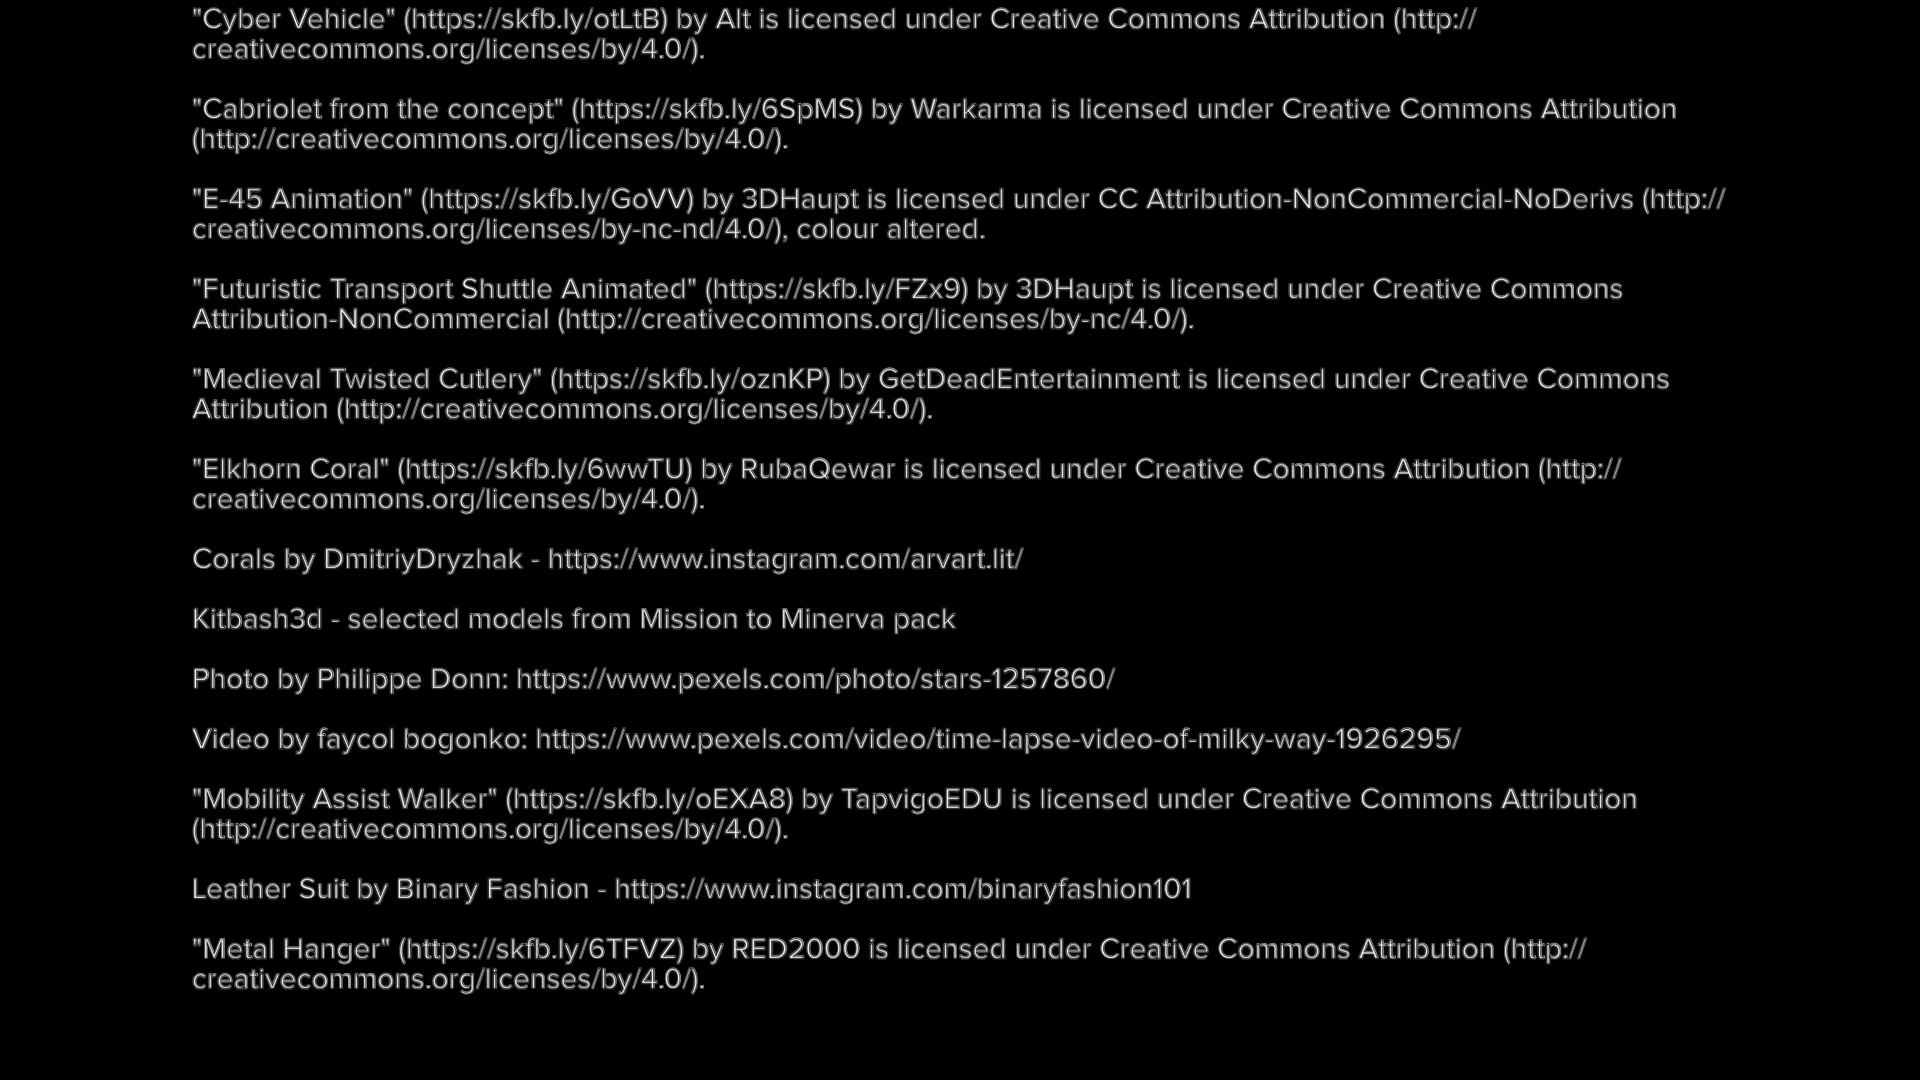 "Cyber Vehicle" (https://skfb.ly/otLtB) by Alt is licensed under Creative Commons Attribution (http://
creativecommons.org/licenses/by/4.0/).
"Cabriolet from the concept" (https://skfb.ly/6SpMS) by Warkarma is licensed under Creative Commons Attribution
(http://creativecommons.org/licenses/by/4.0/).
"E-45 Animation" (https://skfb.ly/GoVV) by 3DHaupt is licensed under CC Attribution-NonCommercial-NoDerivs (http://
creativecommons.org/licenses/by-nc-nd/4.0/), colour altered.
"Futuristic Transport Shuttle Animated" (https://skfb.ly/FZx9) by 3DHaupt is licensed under Creative Commons
Attribution-NonCommercial (http://creativecommons.org/licenses/by-nc/4.0/).
"Medieval Twisted Cutlery" (https://skfb.ly/oznKP) by GetDeadEntertainment is licensed under Creative Commons
Attribution (http://creativecommons.org/licenses/by/4.0/).
"Elkhorn Coral" (https://skfb.ly/6wwTU) by RubaQewar is licensed under Creative Commons Attribution (http://
creativecommons.org/licenses/by/4.0/).
Corals by DmitriyDryzhak - https://www.instagram.com/arvart.lit/
Kitbash3d - selected models from Mission to Minerva pack
Photo by Philippe Donn: https://www.pexels.com/photo/stars-1257860/
Video by faycol bogonko: https://www.pexels.com/video/time-lapse-video-of-milky-way-1926295/
"Mobility Assist Walker" (https://skfb.ly/oEXA8) by TapvigoEDU is licensed under Creative Commons Attribution
(http://creativecommons.org/licenses/by/4.0/).
Leather Suit by Binary Fashion - https://www.instagram.com/binaryfashion101
"Metal Hanger" (https://skfb.ly/6TFVZ) by RED2000 is licensed under Creative Commons Attribution (http://
creativecommons.org/licenses/by/4.0/).